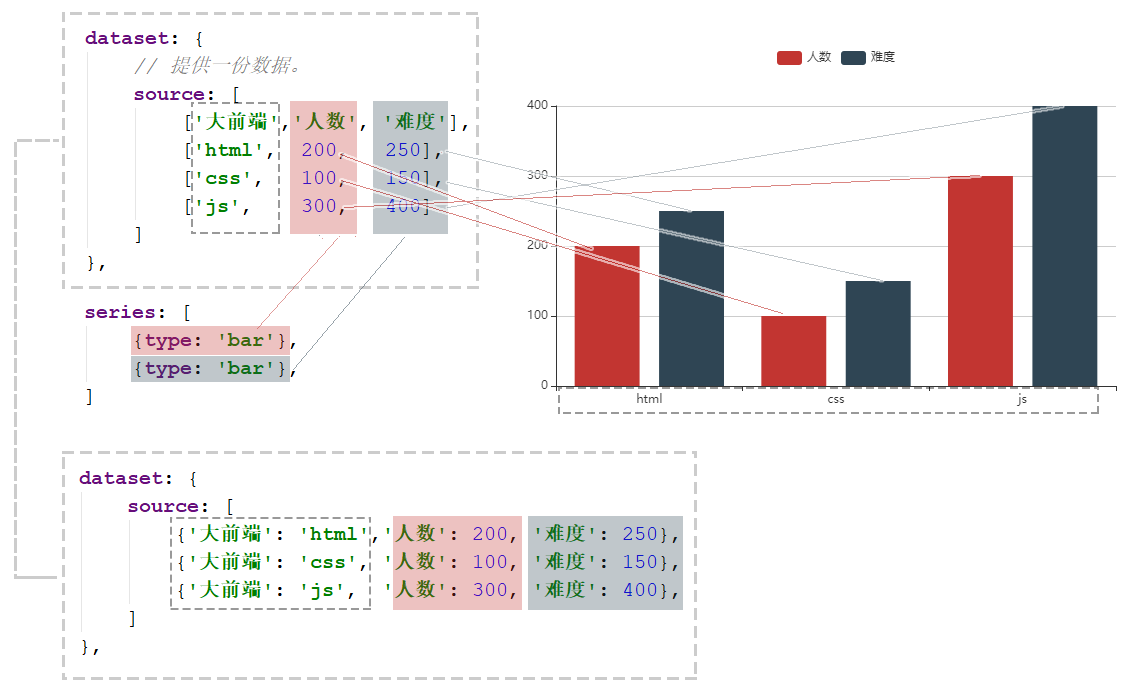 dataset: {
// 提供一份数据。
source: [
['大前端','人数', '难度'],
['html', 200, 250],
['css', 100, 150],
['js', 300, 400]
]
},
series: [
{type: 'bar'},
{type: 'bar'},
]
人数 难度
400
300
200
100
0
html css js
dataset: {
source: [
{'大前端': 'html','人数': 200, '难度': 250},
{'大前端': 'css', '人数': 100, '难度': 150},
{'大前端': 'js', '人数': 300, '难度': 400},
]
},